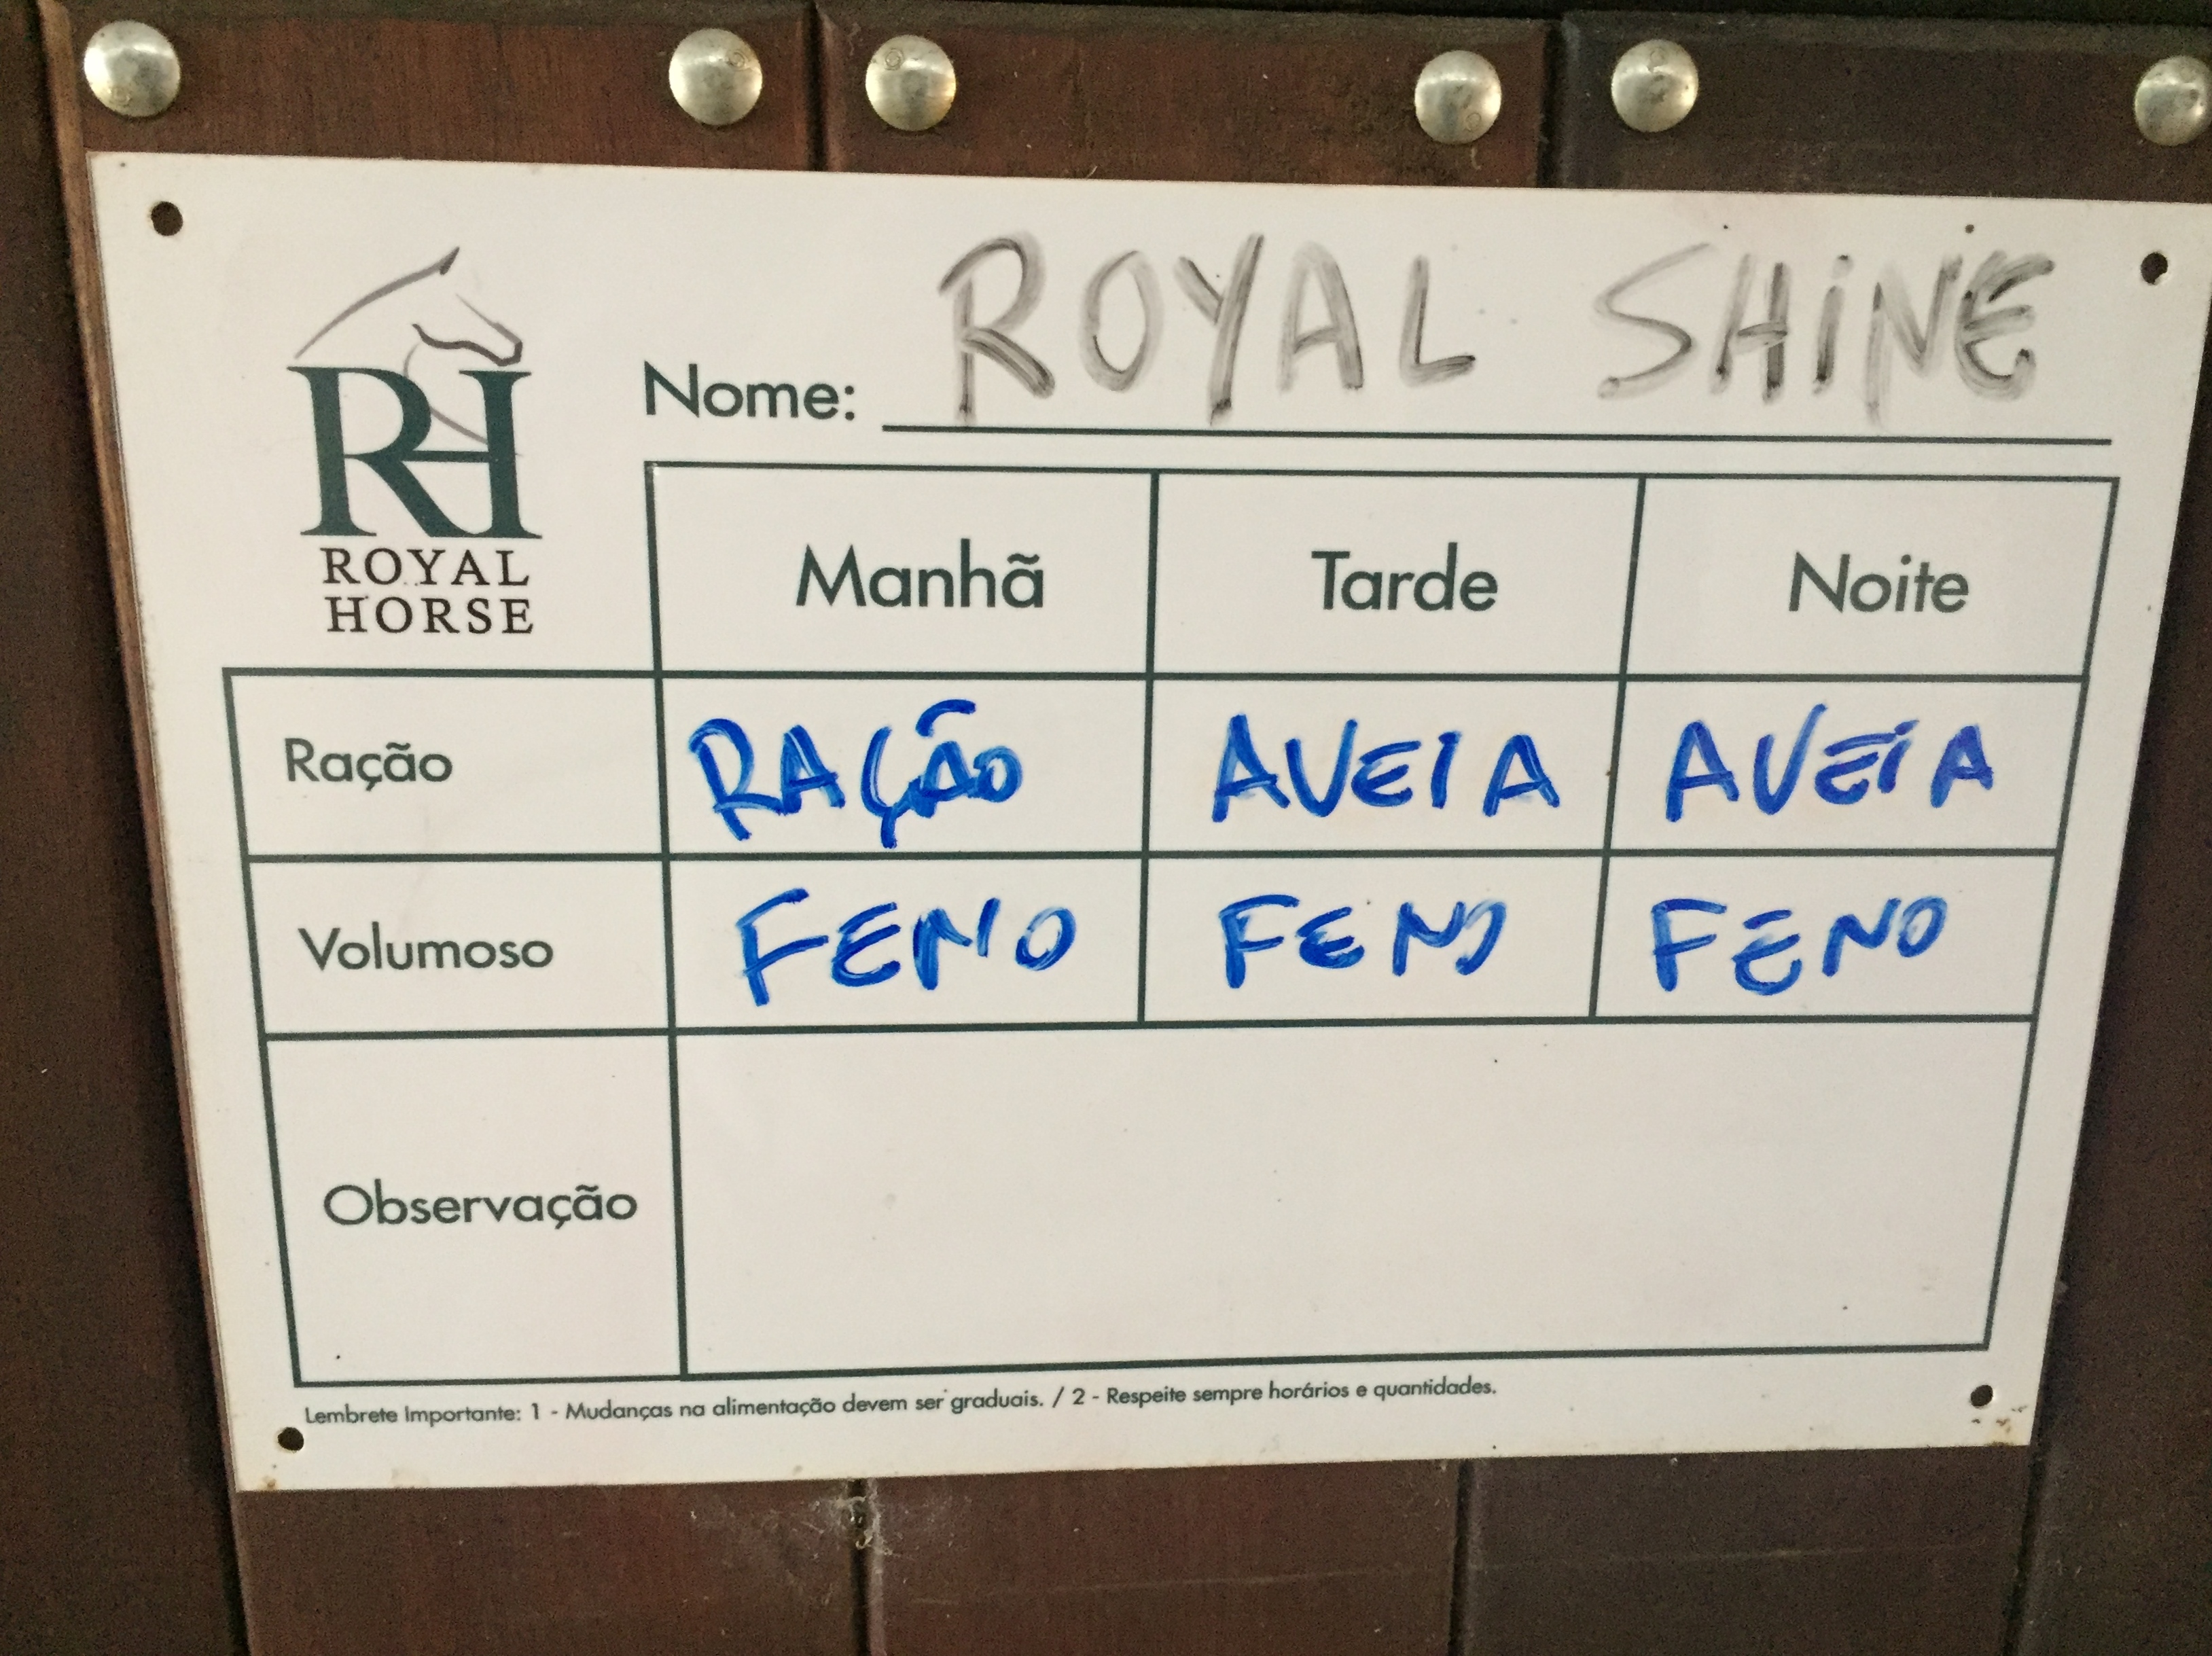 Nome: ROYAL SHINE
RH
ROYAL
HORSE
Manhã Tarde Noite
Ração RAÇÃO AVEIA AVEIA
Volumoso FENO FENO FENO
Observação
Lembrete Importante: 1 - Mudanças na alimentação devem ser graduais. / 2 - Respeite sempre horários e quantidades.